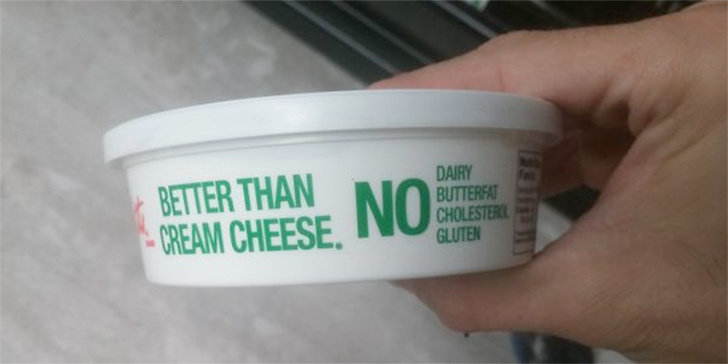 BETTER THAN
CREAM CHEESE.
NO
DAIRY
BUTTERFAT
CHOLESTEROL
GLUTEN